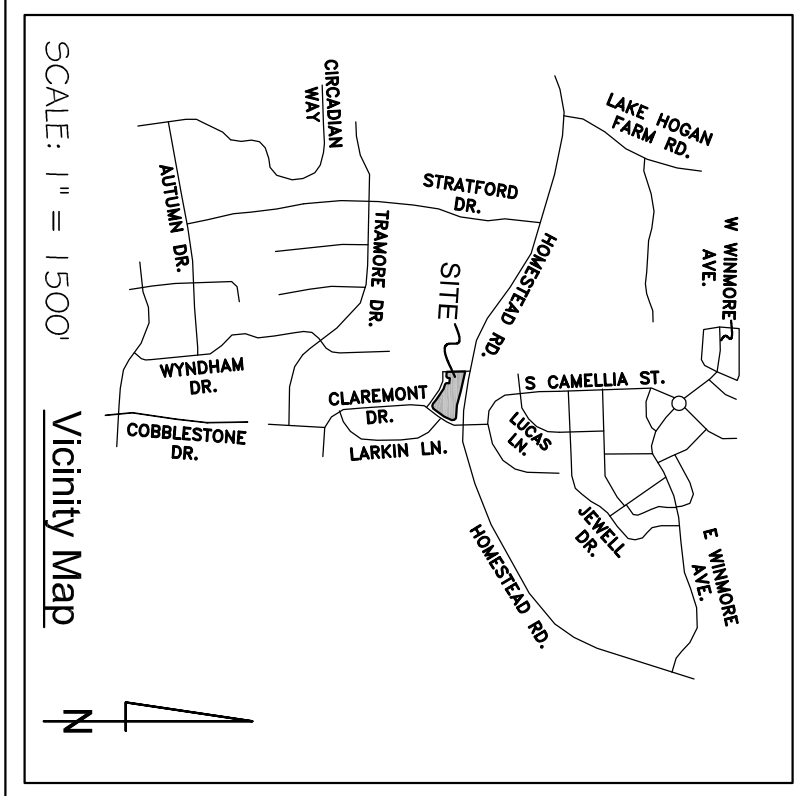 LAKE HOGAN
FARM RD.
W WINMORE
AVE.
CIRCADIAN
WAY
STRATFORD
DR.
AUTUMN DR.
TRAMORE DR.
HOMESTEAD RD.
SITE
S CAMELLIA ST.
WYNDHAM
DR.
CLAREMONT
DR.
LUCAS
LN.
COBBLESTONE
DR.
LARKIN LN.
JEWELL
DR.
E WINMORE
AVE.
HOMESTEAD RD.
SCALE: 1" = 1500'
Vicinity Map
N